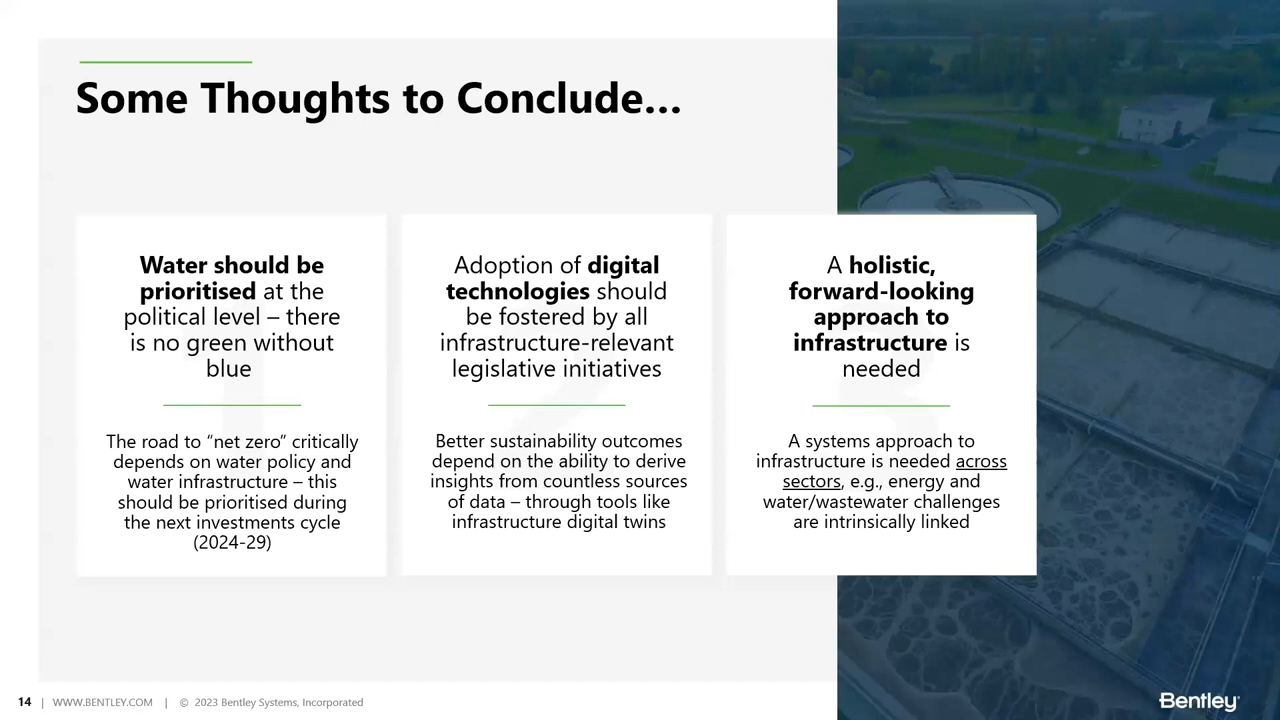 Some Thoughts to Conclude...
Water should be
prioritised at the
political level – there
is no green without
blue
The road to “net zero” critically
depends on water policy and
water infrastructure – this
should be prioritised during
the next investments cycle
(2024-29)
Adoption of digital
technologies should
be fostered by all
infrastructure-relevant
legislative initiatives
Better sustainability outcomes
depend on the ability to derive
insights from countless sources
of data – through tools like
infrastructure digital twins
A holistic,
forward-looking
approach to
infrastructure is
needed
A systems approach to
infrastructure is needed across
sectors, e.g., energy and
water/wastewater challenges
are intrinsically linked
14 | WWW.BENTLEY.COM | © 2023 Bentley Systems, Incorporated
Bentley